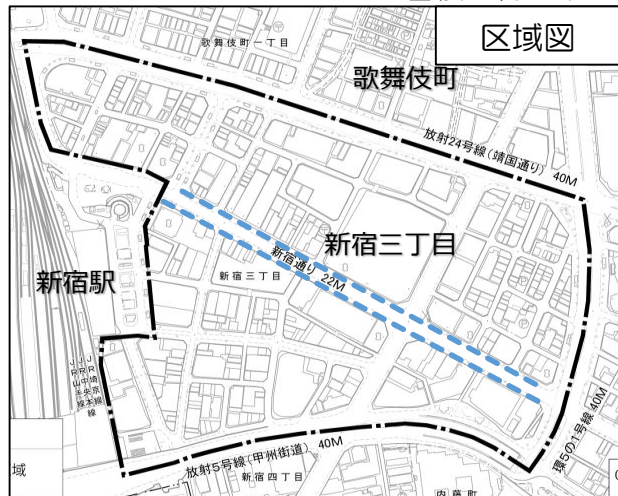 区域図
歌舞伎町一丁目
歌舞伎町
放射24号線(靖国通り) 40M
新宿三丁目
新宿通り 22M
新宿三丁目
新宿駅
JR埼京線
JR中央本線
JR山手線
環5の1号線 40M
放射5号線(甲州街道) 40M
新宿四丁目
内藤町
域